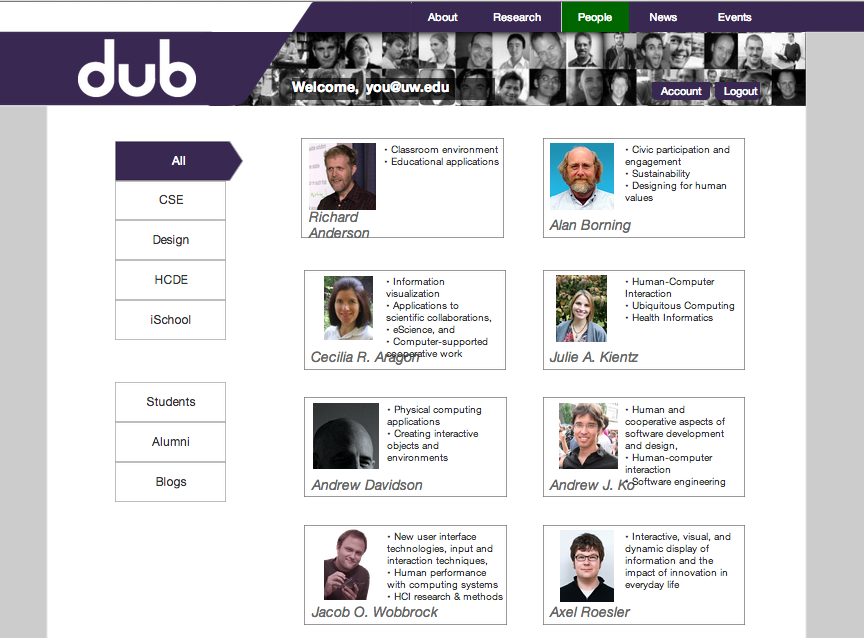 About Research People News Events
dub
Welcome, you@uw.edu
Account Logout
All
CSE
Design
HCDE
iSchool
Students
Alumni
Blogs
• Classroom environment
• Educational applications
Richard
Anderson
• Civic participation and
engagement
• Sustainability
• Designing for human
values
Alan Borning
• Information
visualization
• Applications to
scientific collaborations,
• eScience, and
• Computer-supported
cooperative work
Cecilia R. Aragon
• Human-Computer
Interaction
• Ubiquitous Computing
• Health Informatics
Julie A. Kientz
• Physical computing
applications
• Creating interactive
objects and
environments
Andrew Davidson
• Human and
cooperative aspects of
software development
and design,
• Human-computer
interaction
• Software engineering
Andrew J. Ko
• New user interface
technologies, input and
interaction techniques,
• Human performance
with computing systems
• HCI research & methods
Jacob O. Wobbrock
• Interactive, visual, and
dynamic display of
information and the
impact of innovation in
everyday life
Axel Roesler